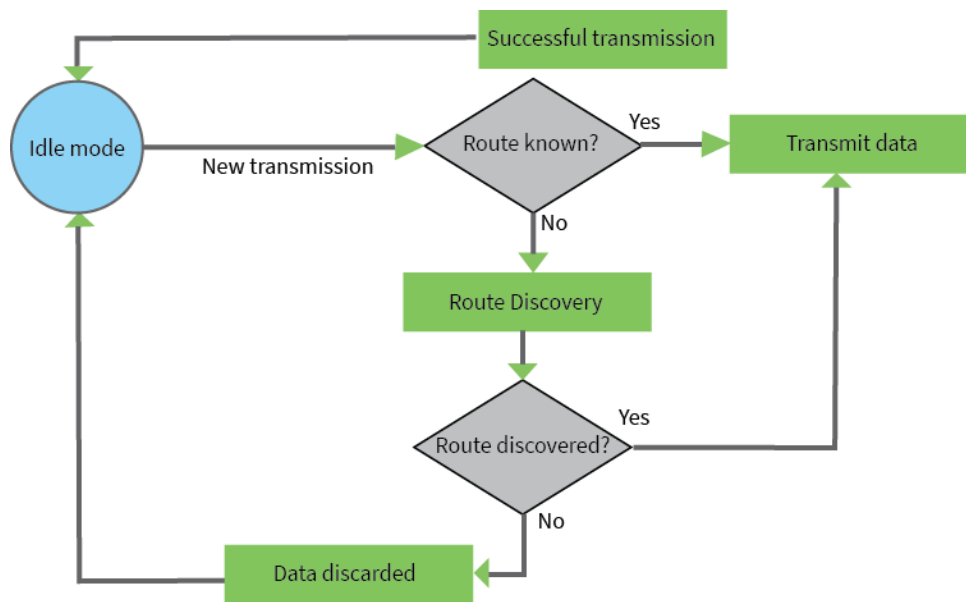 Successful transmission
Idle mode
New transmission
Route known?
Yes
Transmit data
No
Route Discovery
Route discovered?
Yes
No
Data discarded